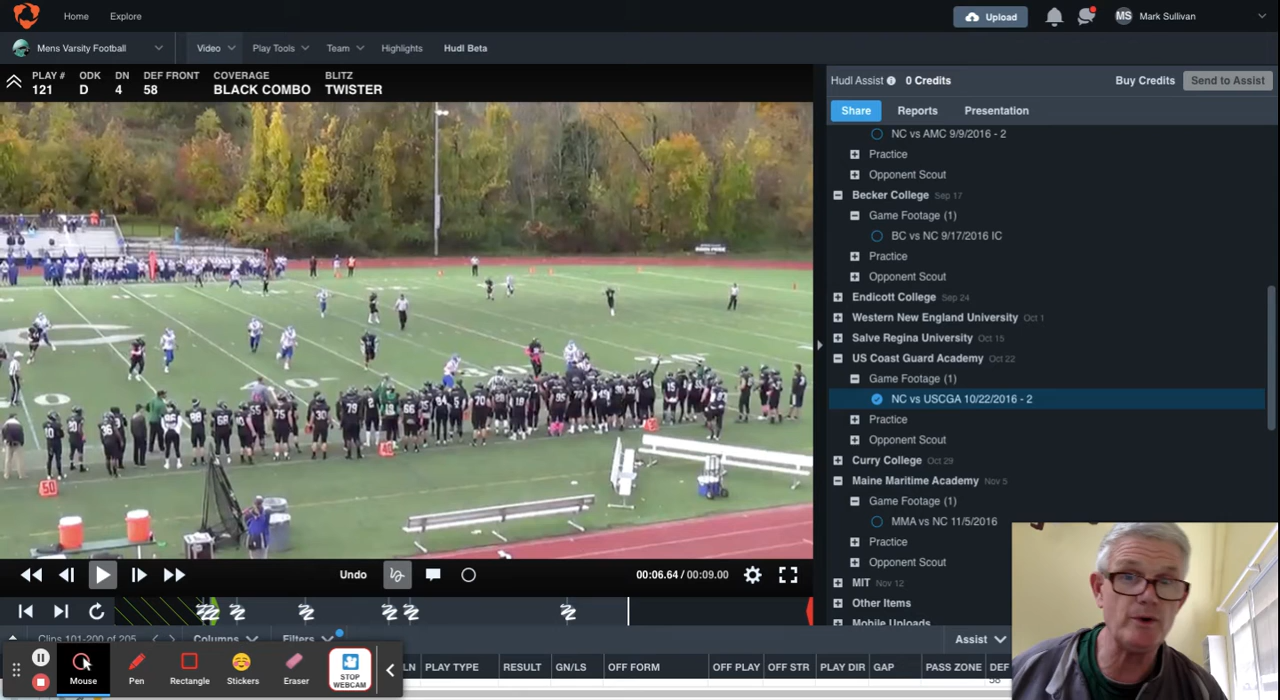 Home Explore Upload MS Mark Sullivan
Mens Varsity Football Video Play Tools Team Highlights Hudl Beta
PLAY # ODK DN DEF FRONT COVERAGE BLITZ
121 D 4 58 BLACK COMBO TWISTER
Hudl Assist 0 Credits Buy Credits Send to Assist
Share Reports Presentation
NC vs AMC 9/9/2016 - 2
Practice
Opponent Scout
Becker College Sep 17
Game Footage (1)
BC vs NC 9/17/2016 IC
Practice
Opponent Scout
Endicott College Sep 24
Western New England University Oct 1
Salve Regina University Oct 15
US Coast Guard Academy Oct 22
Game Footage (1)
NC vs USCGA 10/22/2016 - 2
Practice
Opponent Scout
Curry College Oct 29
Maine Maritime Academy Nov 5
Game Footage (1)
MMA vs NC 11/5/2016
Practice
Opponent Scout
MIT Nov 12
Other Items
Mobile Uploads
50
Undo 00:06.64 / 00:09.00
Clips 101-200 of 205 Columns Filters Assist
LN PLAY TYPE RESULT GN/LS OFF FORM OFF PLAY OFF STR PLAY DIR GAP PASS ZONE DEF
58
Mouse Pen Rectangle Stickers Eraser STOP WEBCAM